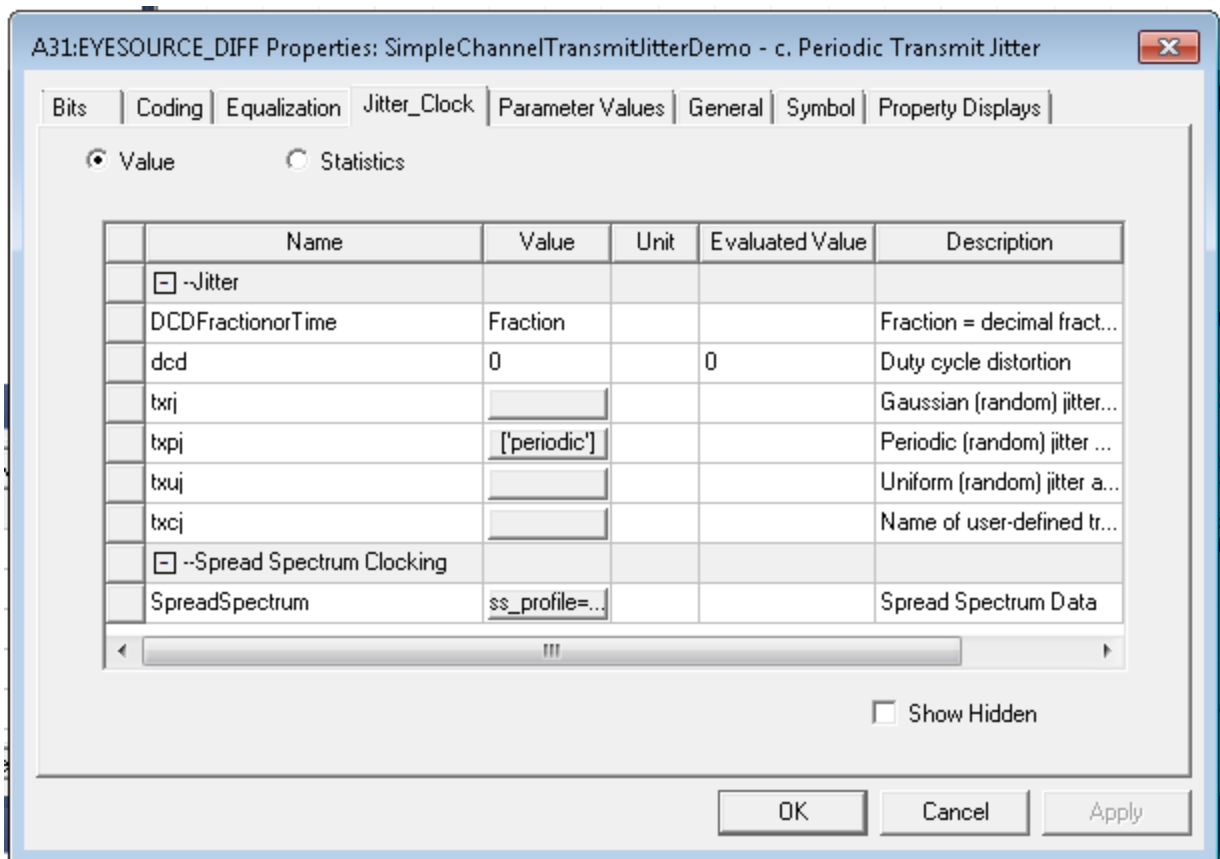 A31:EYESOURCE_DIFF Properties: SimpleChannelTransmitJitterDemo - c. Periodic Transmit Jitter
Bits Coding Equalization Jitter_Clock Parameter Values General Symbol Property Displays
Value Statistics
Name Value Unit Evaluated Value Description
--Jitter
DCDFractionorTime Fraction Fraction = decimal fract...
dcd 0 0 Duty cycle distortion
txrj Gaussian (random) jitter...
txpj ['periodic'] Periodic (random) jitter ...
txuj Uniform (random) jitter a...
txcj Name of user-defined tr...
--Spread Spectrum Clocking
SpreadSpectrum ss_profile=... Spread Spectrum Data
Show Hidden
OK Cancel Apply